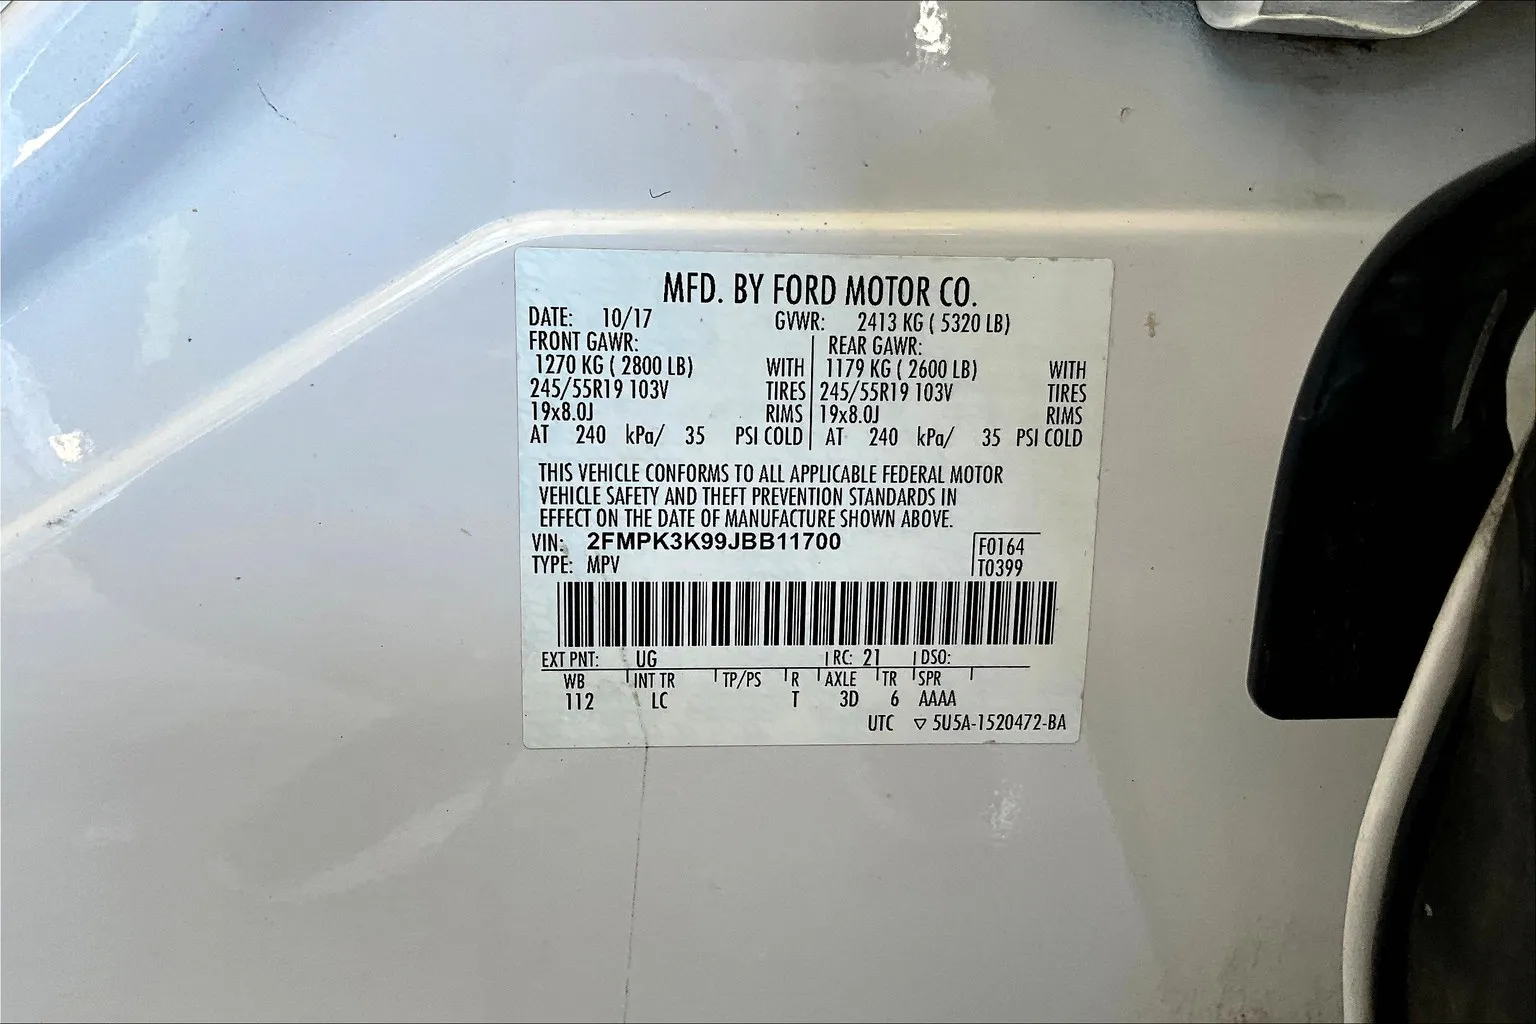 MFD. BY FORD MOTOR CO.
DATE: 10/17 GVWR: 2413 KG ( 5320 LB)
FRONT GAWR: REAR GAWR:
1270 KG ( 2800 LB) WITH 1179 KG ( 2600 LB) WITH
245/55R19 103V TIRES 245/55R19 103V TIRES
19x8.0J RIMS 19x8.0J RIMS
AT 240 kPa/ 35 PSI COLD AT 240 kPa/ 35 PSI COLD
THIS VEHICLE CONFORMS TO ALL APPLICABLE FEDERAL MOTOR
VEHICLE SAFETY AND THEFT PREVENTION STANDARDS IN
EFFECT ON THE DATE OF MANUFACTURE SHOWN ABOVE.
VIN: 2FMPK3K99JBB11700 F0164
TYPE: MPV T0399
EXT PNT: UG RC: 21 DSO:
WB INT TR TP/PS R AXLE TR SPR
112 LC T 3D 6 AAAA
UTC ▽ 5U5A-1520472-BA